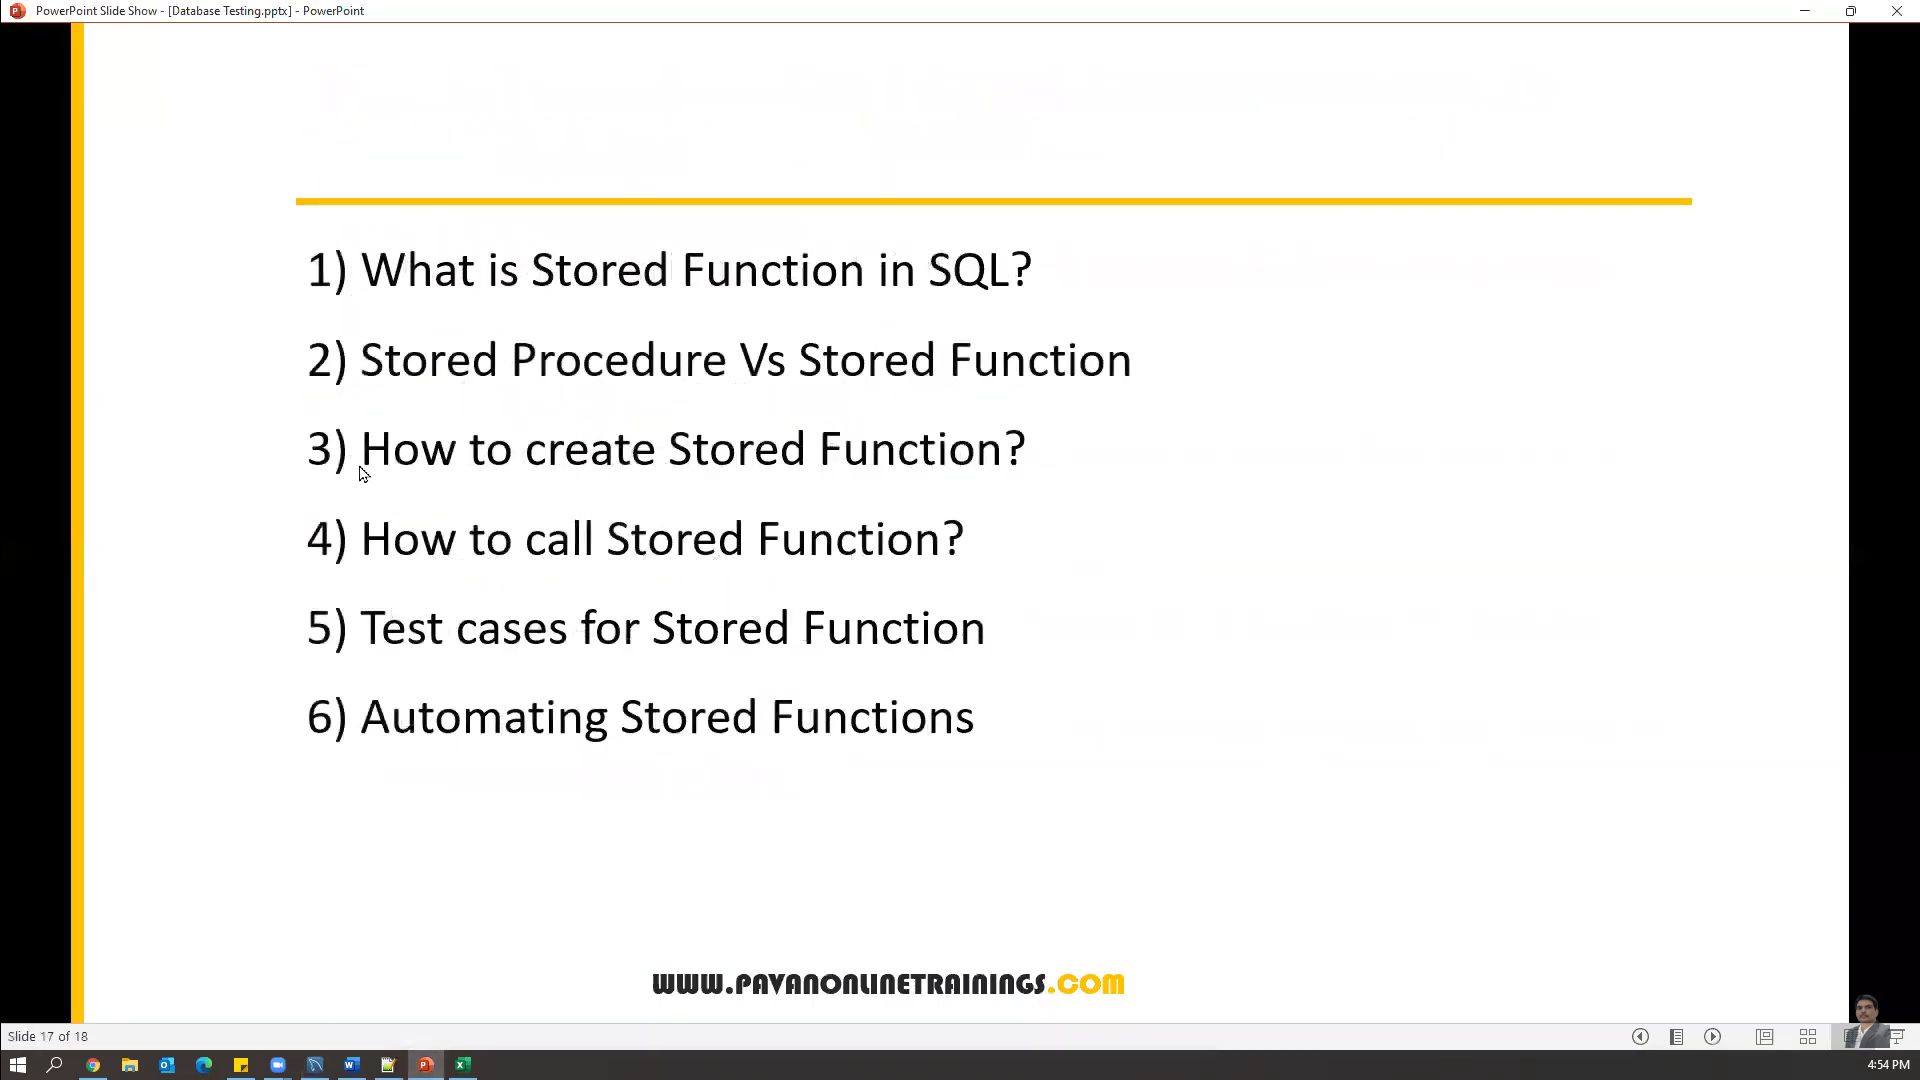 PowerPoint Slide Show - [Database Testing.pptx] - PowerPoint
1) What is Stored Function in SQL?
2) Stored Procedure Vs Stored Function
3) How to create Stored Function?
4) How to call Stored Function?
5) Test cases for Stored Function
6) Automating Stored Functions
WWW.PAVANONLINETRAININGS.COM
Slide 17 of 18
4:54 PM